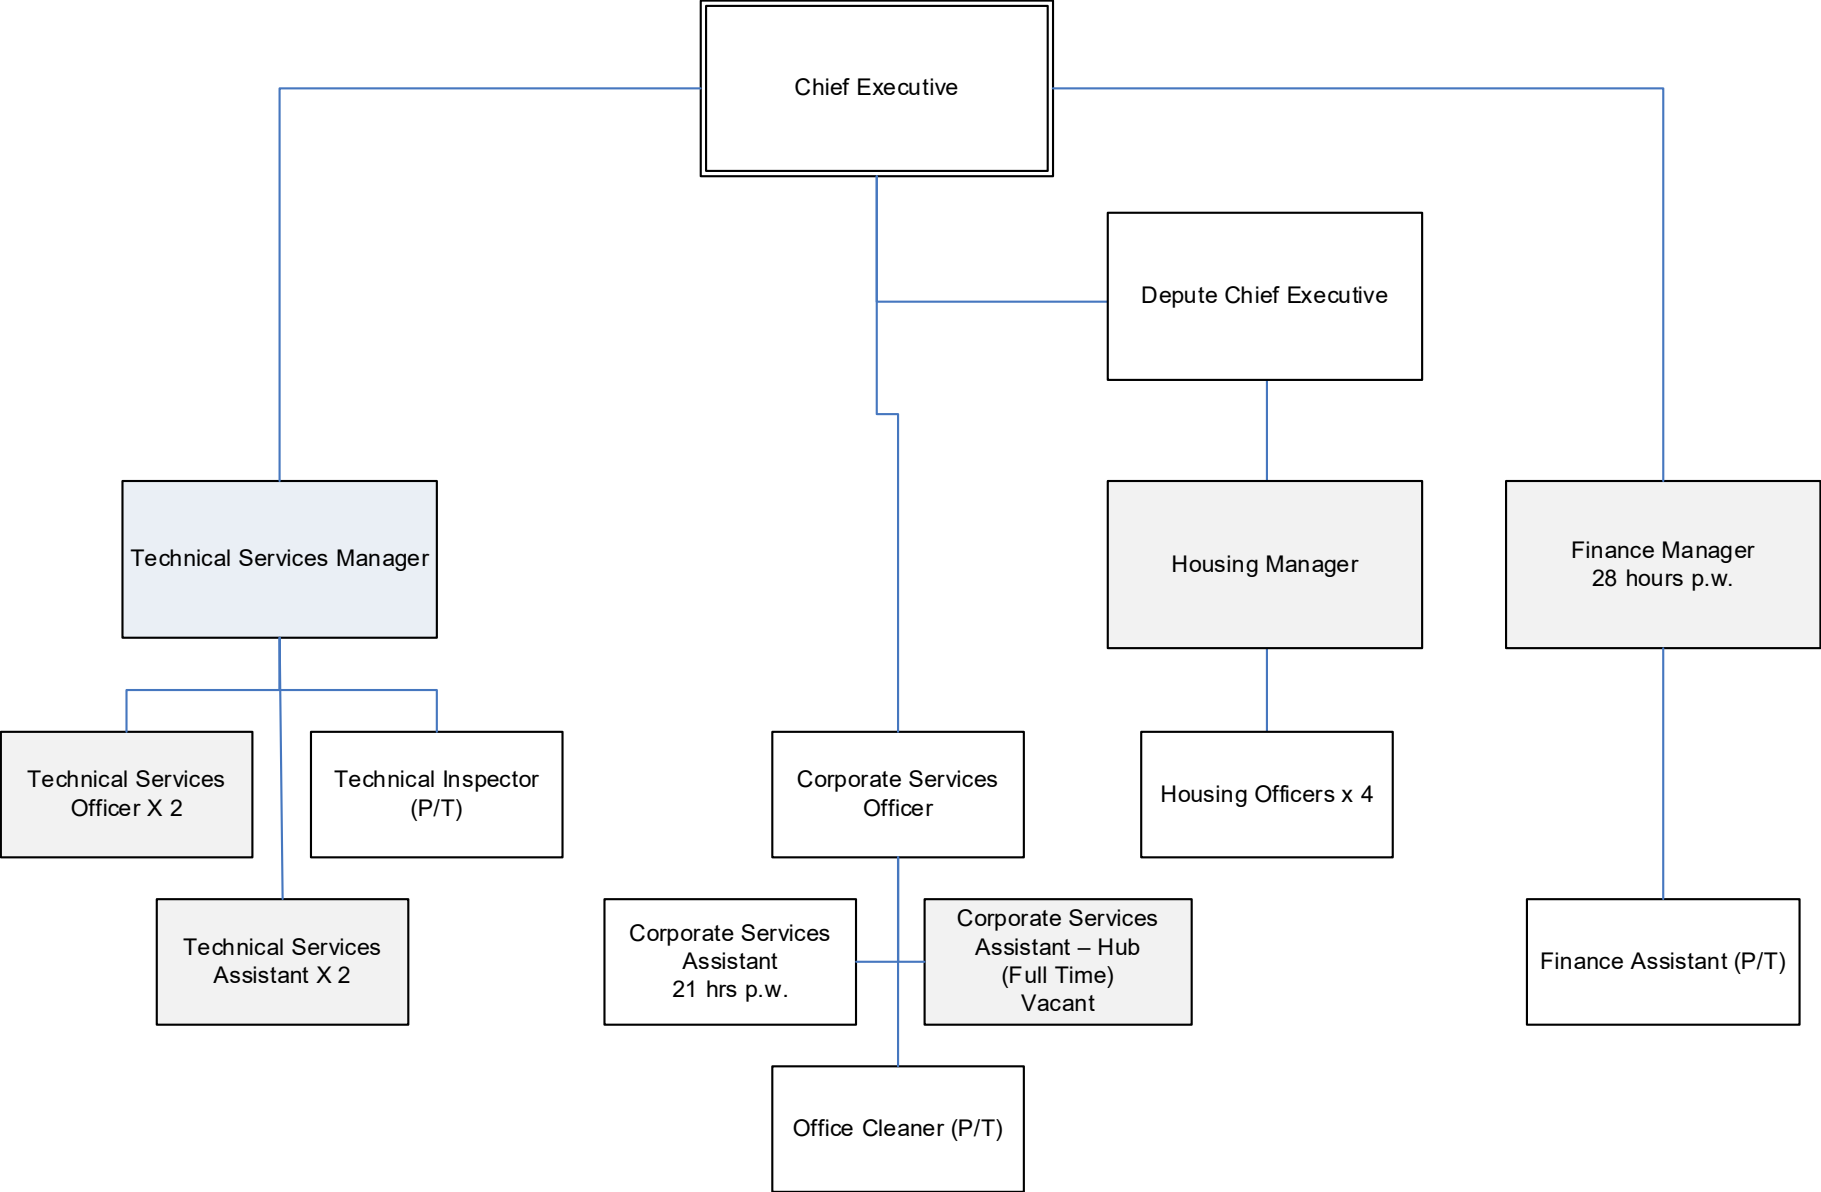 Chief Executive
Depute Chief Executive
Technical Services Manager
Housing Manager
Finance Manager
28 hours p.w.
Technical Services
Officer X 2
Technical Inspector
(P/T)
Corporate Services
Officer
Housing Officers x 4
Technical Services
Assistant X 2
Corporate Services
Assistant
21 hrs p.w.
Corporate Services
Assistant – Hub
(Full Time)
Vacant
Finance Assistant (P/T)
Office Cleaner (P/T)